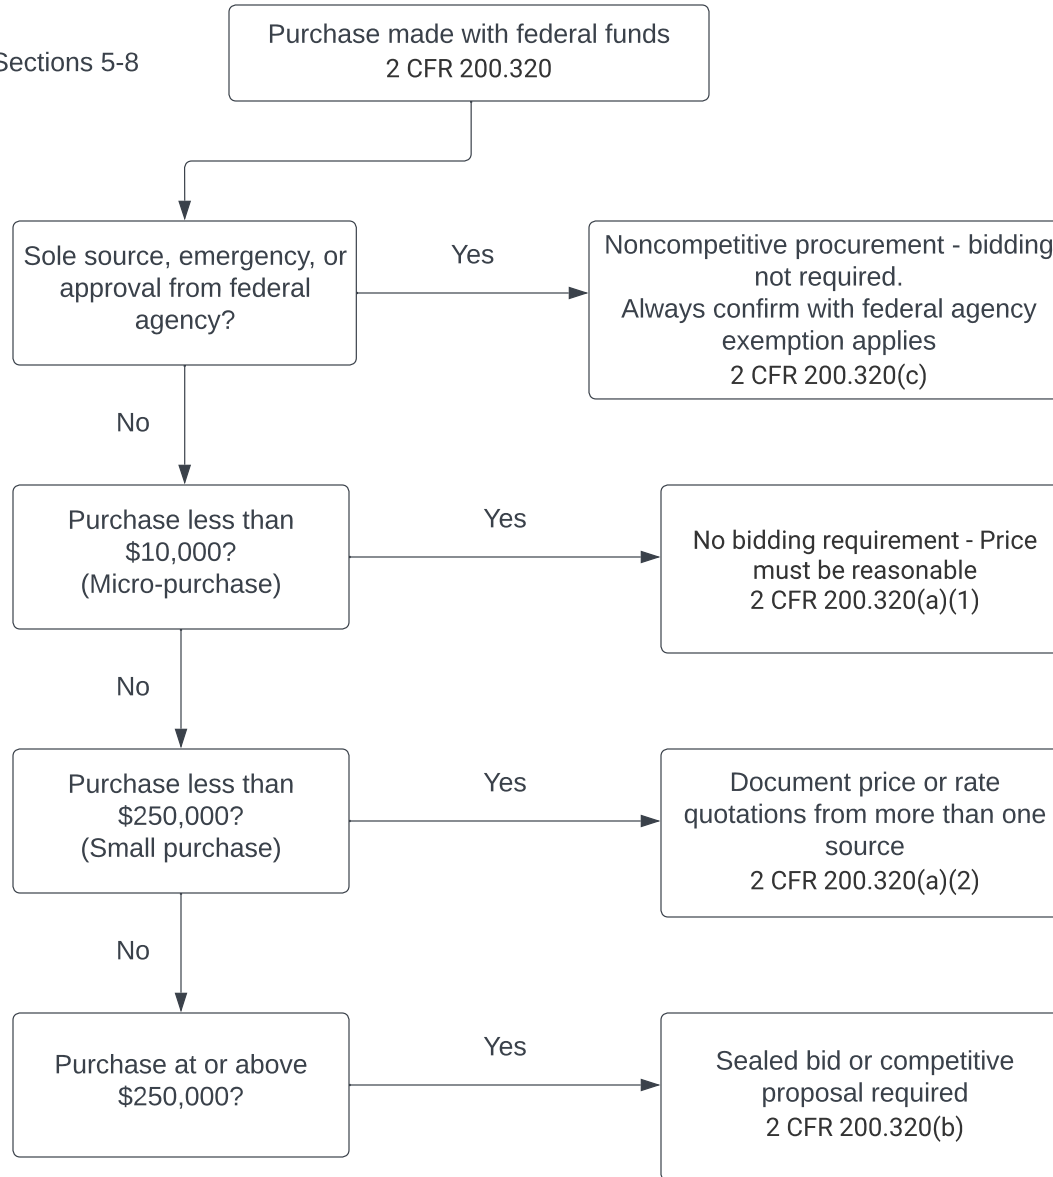 Purchase made with federal funds
2 CFR 200.320
Sections 5-8
Sole source, emergency, or
approval from federal
agency?
Yes
Noncompetitive procurement - bidding
not required.
Always confirm with federal agency
exemption applies
2 CFR 200.320(c)
No
Purchase less than
$10,000?
(Micro-purchase)
Yes
No bidding requirement - Price
must be reasonable
2 CFR 200.320(a)(1)
No
Purchase less than
$250,000?
(Small purchase)
Yes
Document price or rate
quotations from more than one
source
2 CFR 200.320(a)(2)
No
Purchase at or above
$250,000?
Yes
Sealed bid or competitive
proposal required
2 CFR 200.320(b)